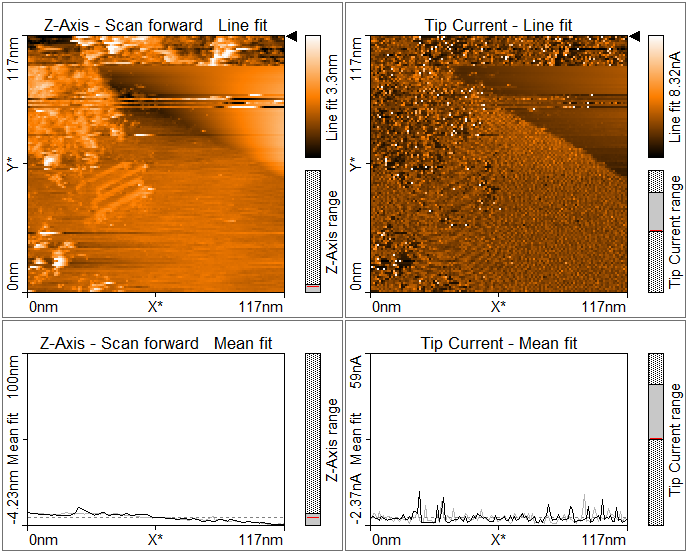 Z-Axis - Scan forward   Line fit
117nm
Y*
0nm
0nm
X*
117nm
Line fit 3.3nm
Z-Axis range
Tip Current - Line fit
117nm
Y*
0nm
0nm
X*
117nm
Line fit 8.32nA
Tip Current range
Z-Axis - Scan forward   Mean fit
100nm
Mean fit
-4.23nm
0nm
X*
117nm
Z-Axis range
Tip Current - Mean fit
59nA
Mean fit
-2.37nA
0nm
X*
117nm
Tip Current range